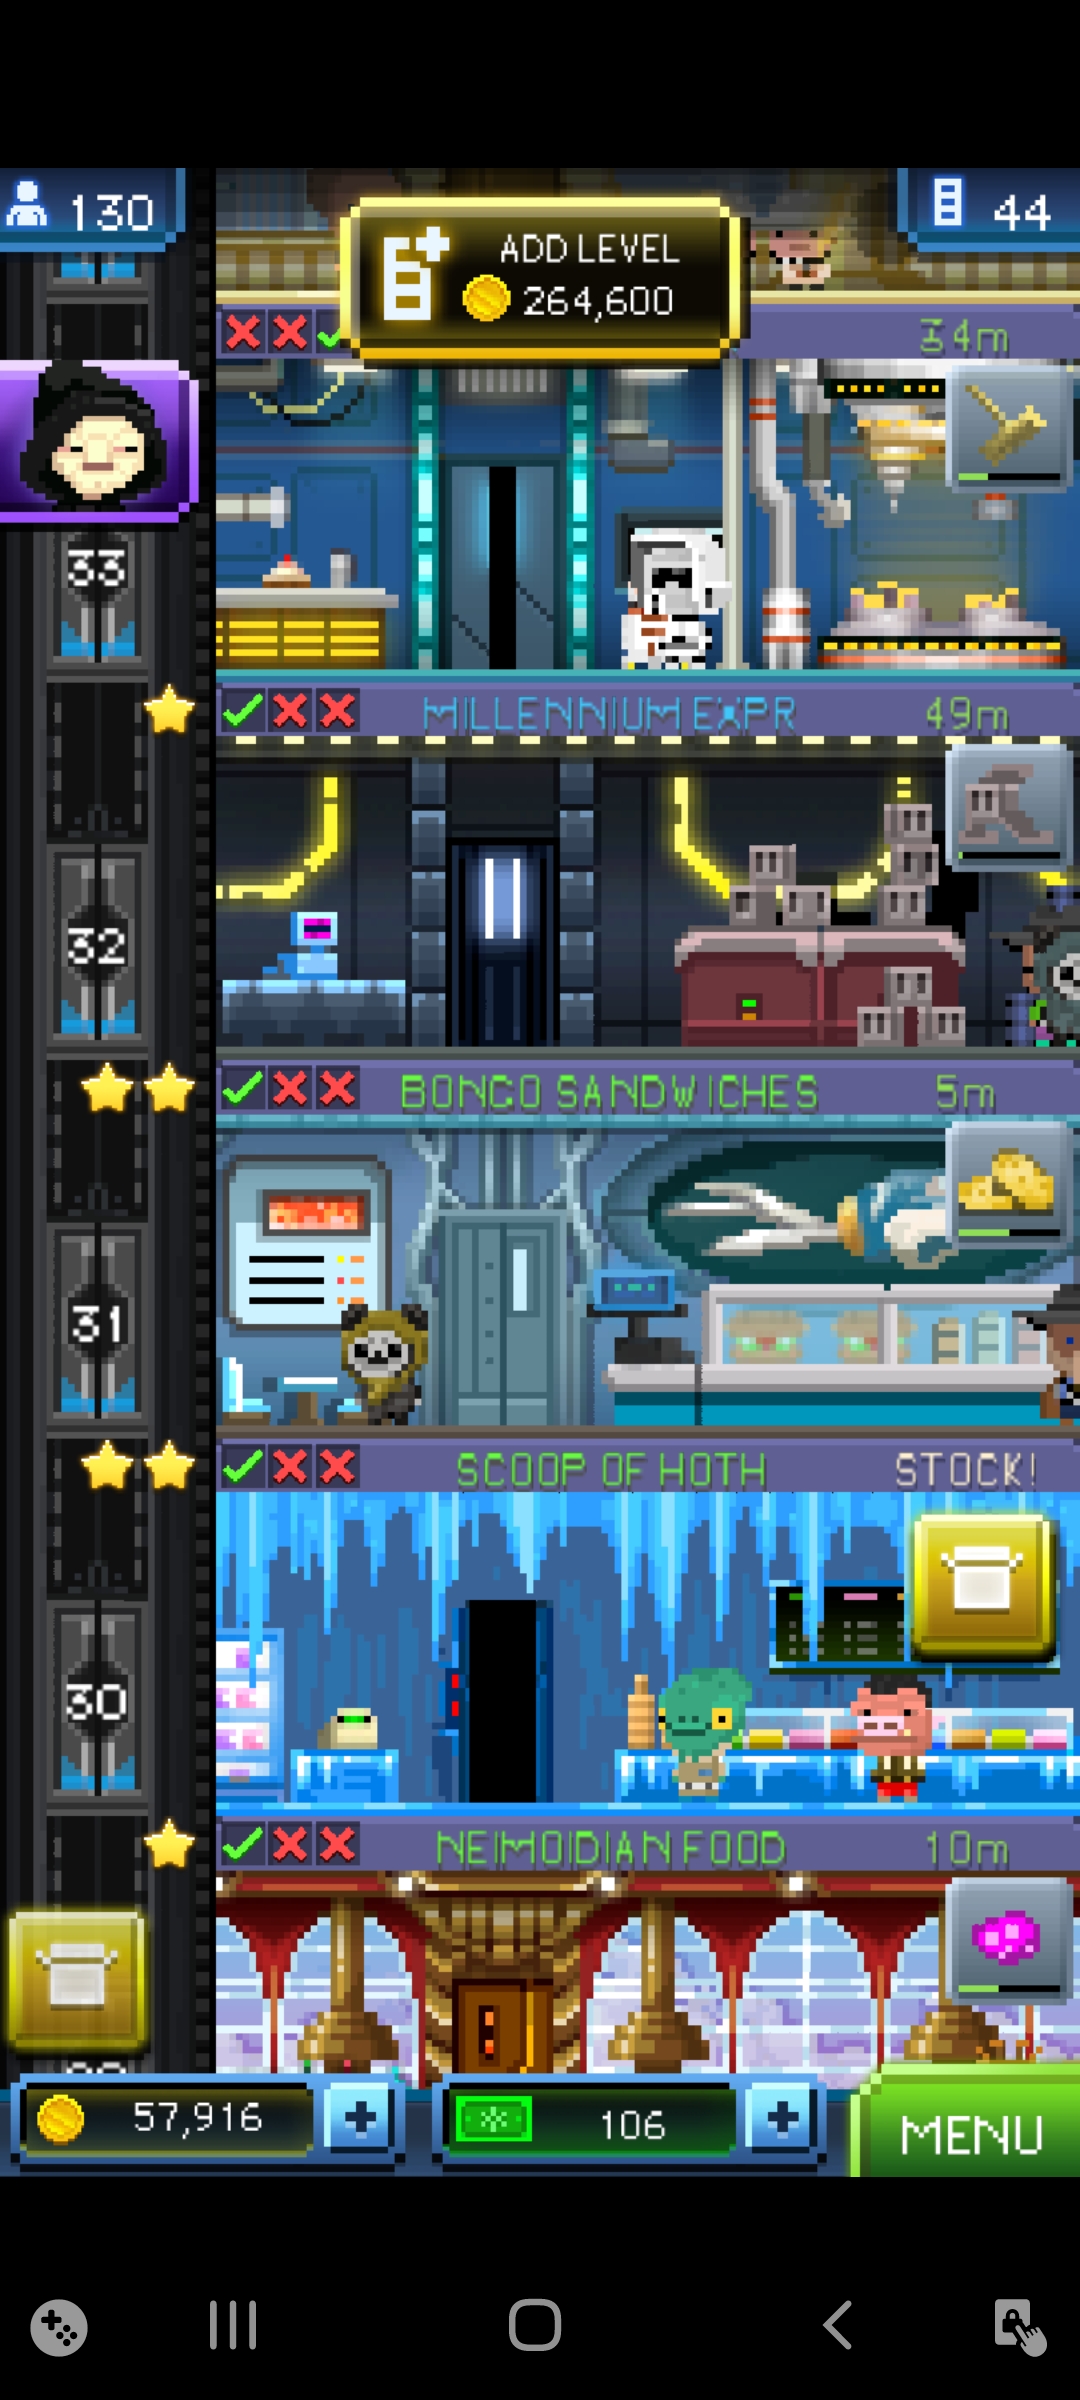 130
44
ADD LEVEL
264,600
34m
33
MILLENNIUM EXPR
49m
32
BONGO SANDWICHES
5m
31
SCOOP OF HOTH
STOCK!
30
NEIMOIDIAN FOOD
10m
57,916
106
MENU